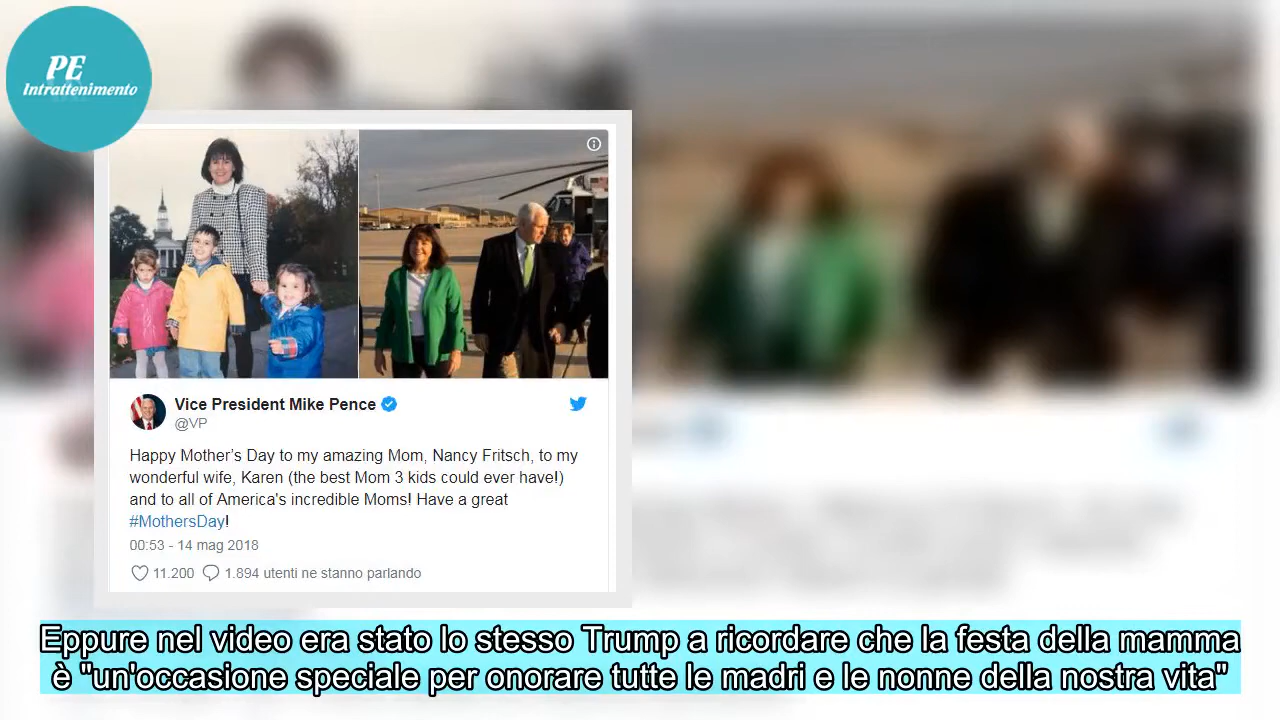 PE
Intrattenimento
Vice President Mike Pence
@VP
Happy Mother's Day to my amazing Mom, Nancy Fritsch, to my
wonderful wife, Karen (the best Mom 3 kids could ever have!)
and to all of America's incredible Moms! Have a great
#MothersDay!
00:53 - 14 mag 2018
11.200 1.894 utenti ne stanno parlando
Eppure nel video era stato lo stesso Trump a ricordare che la festa della mamma
è "un'occasione speciale per onorare tutte le madri e le nonne della nostra vita"